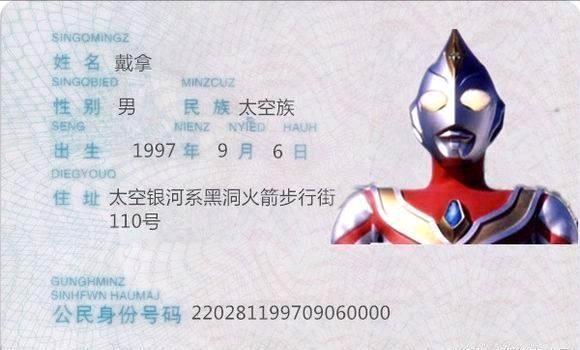 SINGQMINGZ
姓 名 戴拿
SINGQBIED MINZCUZ
性 别 男 民 族 太空族
SENG NIENZ NYIED HAUH
出 生 1997 年 9 月 6 日
DIEGYOUQ
住 址 太空银河系黑洞火箭步行街
110号
GUNGHMINZ
SINHFWN HAUMAJ
公民身份号码 220281199709060000